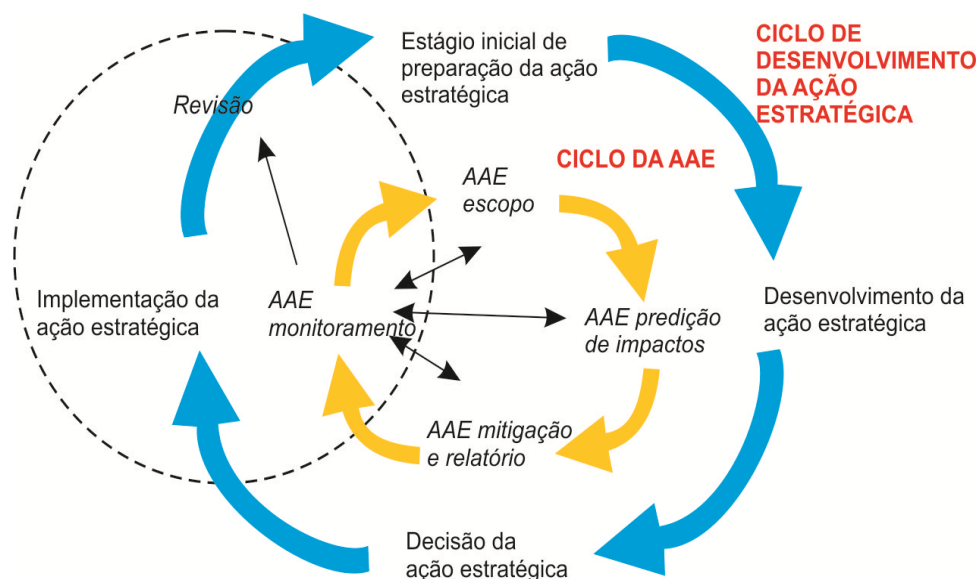 Estágio inicial de
preparação da ação
estratégica
CICLO DE
DESENVOLVIMENTO
DA AÇÃO
ESTRATÉGICA
Revisão
CICLO DA AAE
AAE
escopo
Implementação da
ação estratégica
AAE
monitoramento
AAE predição
de impactos
Desenvolvimento da
ação estratégica
AAE mitigação
e relatório
Decisão da
ação estratégica